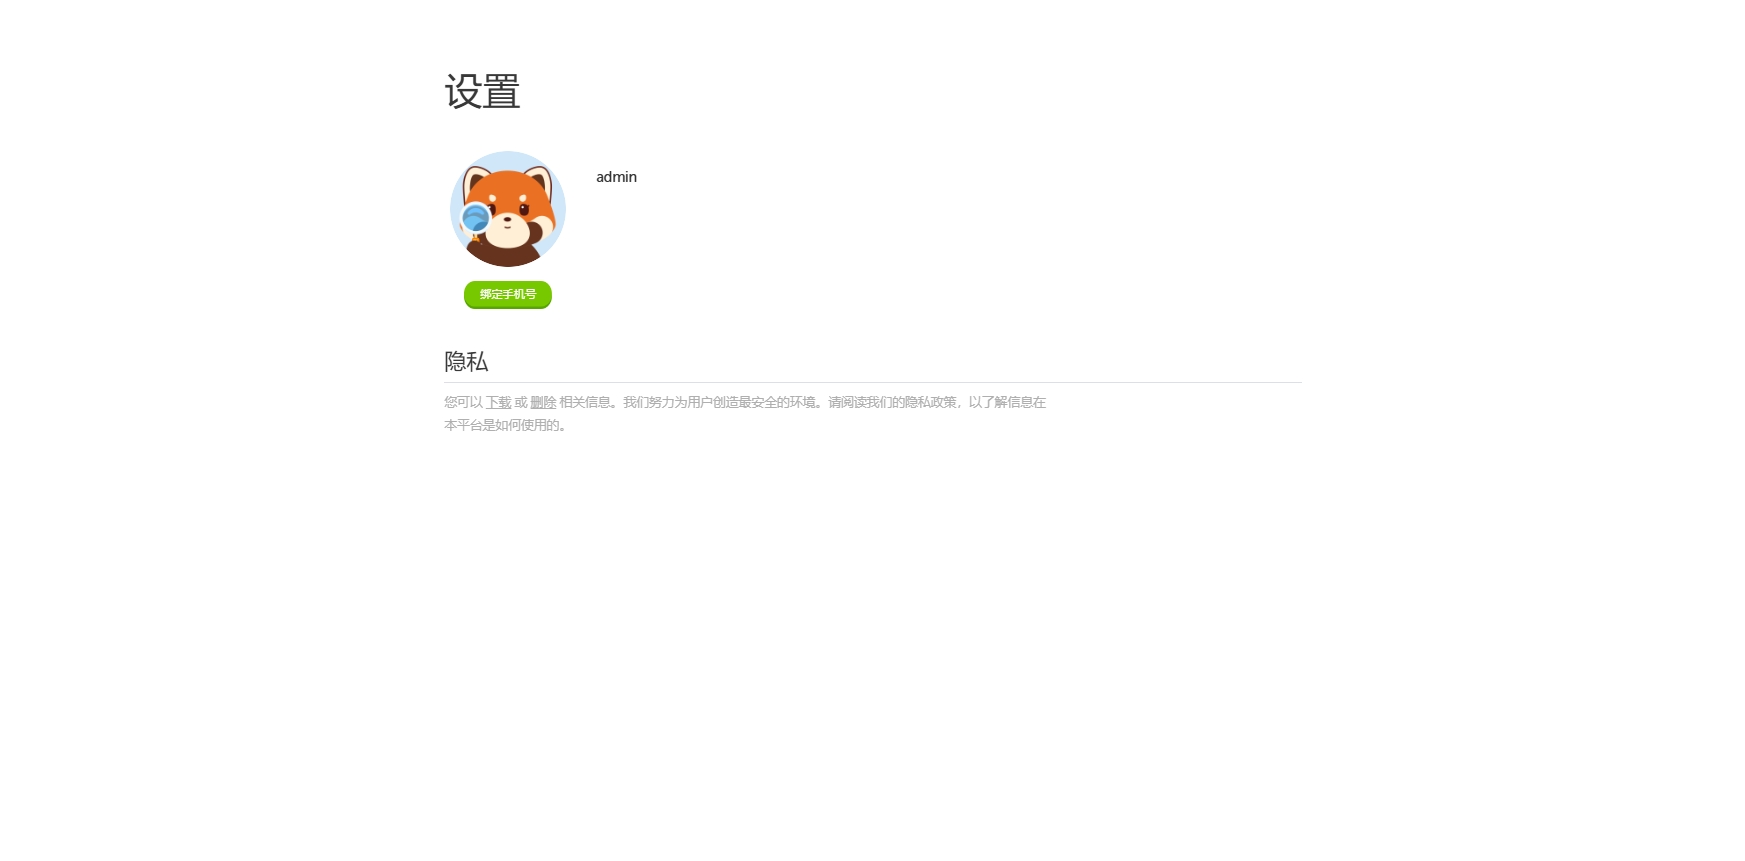 设置
admin
绑定手机号
隐私
您可以 下载 或 删除 相关信息。我们努力为用户创造最安全的环境。请阅读我们的隐私政策，以了解信息在
本平台是如何使用的。